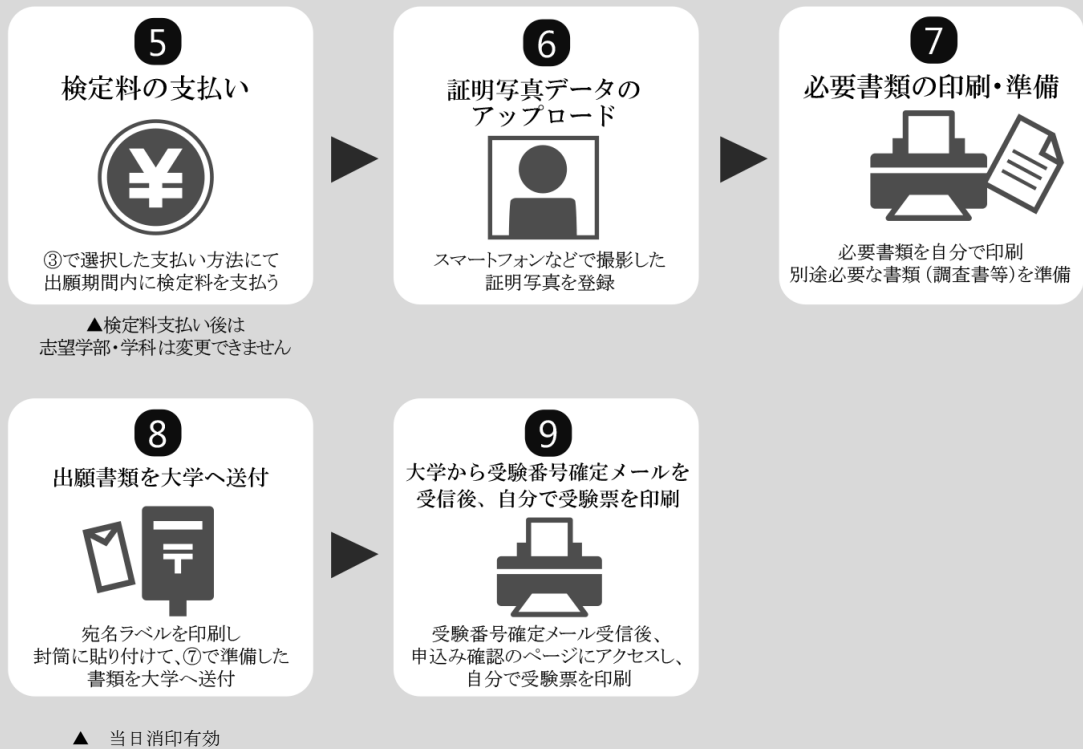 5
検定料の支払い
¥
③で選択した支払い方法にて
出願期間内に検定料を支払う
▲検定料支払い後は
志望学部・学科は変更できません
6
証明写真データの
アップロード
スマートフォンなどで撮影した
証明写真を登録
7
必要書類の印刷・準備
必要書類を自分で印刷
別途必要な書類(調査書等)を準備
8
出願書類を大学へ送付
〒
宛名ラベルを印刷し
封筒に貼り付けて、⑦で準備した
書類を大学へ送付
▲ 当日消印有効
9
大学から受験番号確定メールを
受信後、自分で受験票を印刷
受験番号確定メール受信後、
申込み確認のページにアクセスし、
自分で受験票を印刷